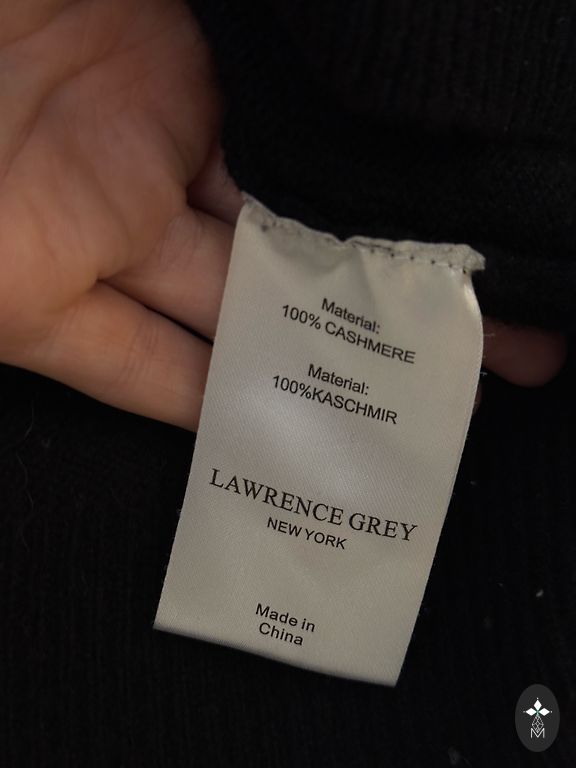 Material:
100% CASHMERE
Material:
100%KASCHMIR
LAWRENCE GREY
NEW YORK
Made in
China
M